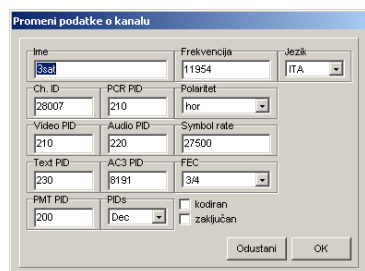 Promeni podatke o kanalu
Ime Frekvencija Jezik
3sat 11954 ITA
Ch. ID PCR PID Polaritet
28007 210 hor
Video PID Audio PID Symbol rate
210 220 27500
Text PID AC3 PID FEC
230 8191 3/4
PMT PID PIDs kodiran
200 Dec zaključan
Odustani OK